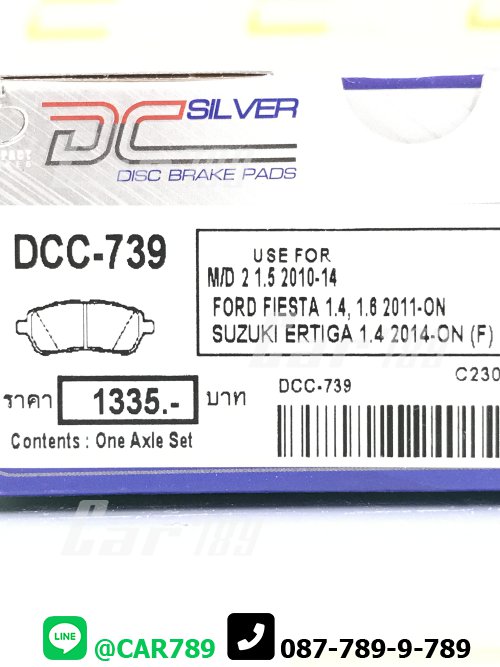 DC SILVER
DISC BRAKE PADS
DCC-739
USE FOR
M/D 2 1.5 2010-14
FORD FIESTA 1.4, 1.6 2011-ON
SUZUKI ERTIGA 1.4 2014-ON (F)
ราคา 1335.- บาท
DCC-739
C230
Contents : One Axle Set
Car 789
LINE @CAR789 087-789-9-789